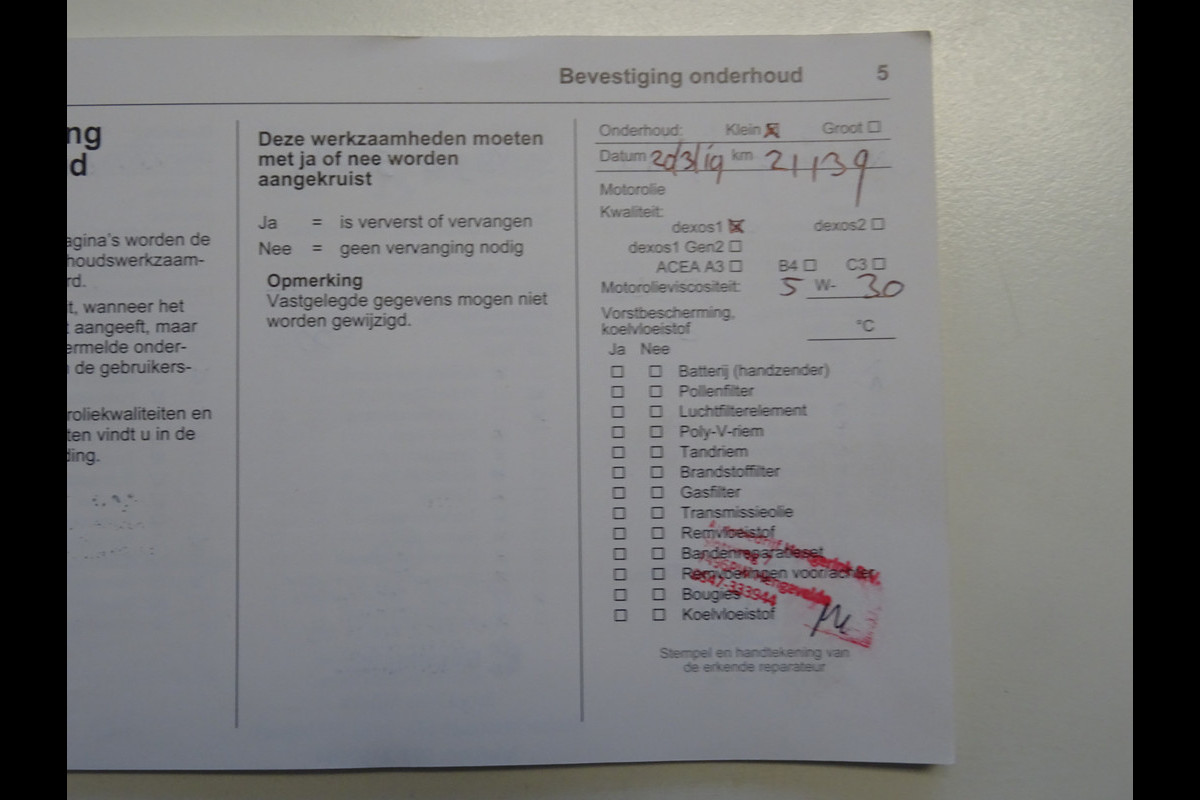 Bevestiging onderhoud 5
ng
d
agina's worden de
houdswerkzaam-
rd.
t, wanneer het
t aangeeft, maar
ermelde onder-
de gebruikers-
roliekwaliteiten en
ten vindt u in de
ding.
Deze werkzaamheden moeten
met ja of nee worden
aangekruist
Ja = is ververst of vervangen
Nee = geen vervanging nodig
Opmerking
Vastgelegde gegevens mogen niet
worden gewijzigd.
Onderhoud: Klein ☒ Groot ☐
Datum 20/3/19 km 21139
Motorolie
Kwaliteit:
dexos1 ☒ dexos2 ☐
dexos1 Gen2 ☐
ACEA A3 ☐ B4 ☐ C3 ☐
Motorolieviscositeit: 5 W- 30
Vorstbescherming,
koelvloeistof °C
Ja Nee
☐ ☐ Batterij (handzender)
☐ ☐ Pollenfilter
☐ ☐ Luchtfilterelement
☐ ☐ Poly-V-riem
☐ ☐ Tandriem
☐ ☐ Brandstoffilter
☐ ☐ Gasfilter
☐ ☐ Transmissieolie
☐ ☐ Remvloeistof
☐ ☐ Bandenreparatieset
☐ ☐ Remvoeringen voor/achter
☐ ☐ Bougies
☐ ☐ Koelvloeistof
0547-333944
Stempel en handtekening van
de erkende reparateur